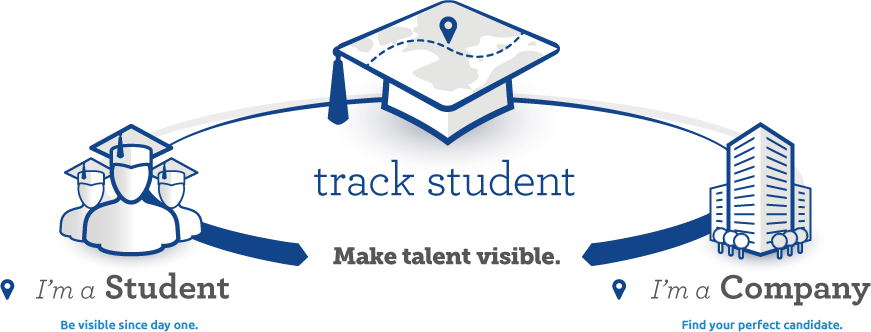 track student
Make talent visible.
I'm a Student
Be visible since day one.
I'm a Company
Find your perfect candidate.